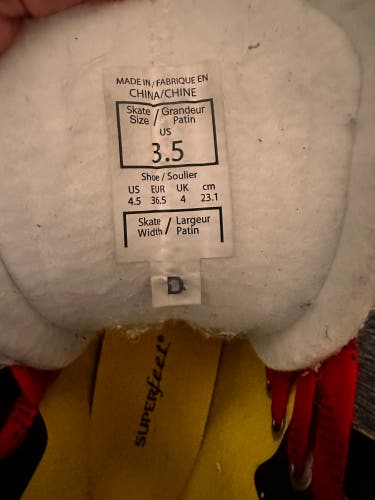 MADE IN / FABRIQUE EN
CHINA/CHINE
Skate Size / Grandeur Patin
US
3.5
Shoe / Soulier
US EUR UK cm
4.5 36.5 4 23.1
Skate Width / Largeur Patin
D
SUPERfeet®